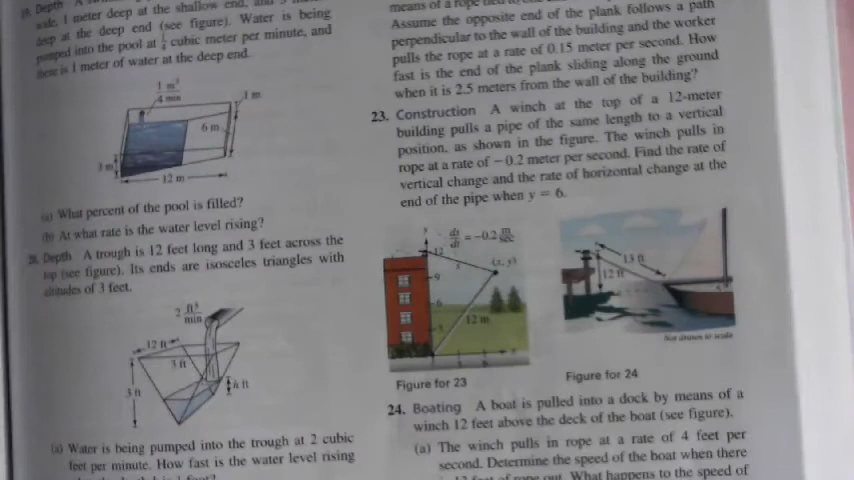 19. Depth
wide, 1 meter deep at the shallow end, and 3
deep at the deep end (see figure). Water is being
pumped into the pool at 1/4 cubic meter per minute, and
there is 1 meter of water at the deep end.
1 m³
4 min
1 m
6 m
3 m
12 m
(a) What percent of the pool is filled?
(b) At what rate is the water level rising?
20. Depth A trough is 12 feet long and 3 feet across the
top (see figure). Its ends are isosceles triangles with
altitudes of 3 feet.
2 ft³
min
12 ft
3 ft
h ft
3 ft
(a) Water is being pumped into the trough at 2 cubic
feet per minute. How fast is the water level rising
means of a rope tied to
Assume the opposite end of the plank follows a path
perpendicular to the wall of the building and the worker
pulls the rope at a rate of 0.15 meter per second. How
fast is the end of the plank sliding along the ground
when it is 2.5 meters from the wall of the building?
23. Construction A winch at the top of a 12-meter
building pulls a pipe of the same length to a vertical
position, as shown in the figure. The winch pulls in
rope at a rate of −0.2 meter per second. Find the rate of
vertical change and the rate of horizontal change at the
end of the pipe when y = 6.
y
ds/dt = −0.2 m/sec
12
s
(x, y)
9
6
3
12 m
x
3 6
Figure for 23
13 ft
12 ft
Not drawn to scale
Figure for 24
24. Boating A boat is pulled into a dock by means of a
winch 12 feet above the deck of the boat (see figure).
(a) The winch pulls in rope at a rate of 4 feet per
second. Determine the speed of the boat when there
feet of rope out. What happens to the speed of